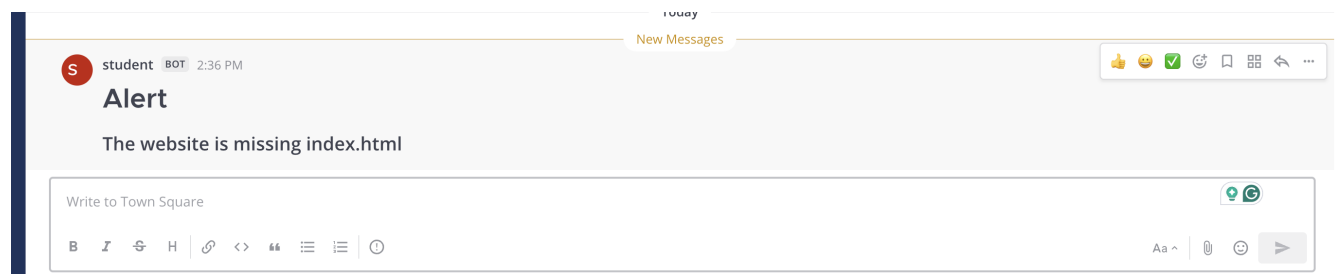 Today
New Messages
S
student BOT 2:36 PM
Alert
The website is missing index.html
Write to Town Square
B I S H
Aa